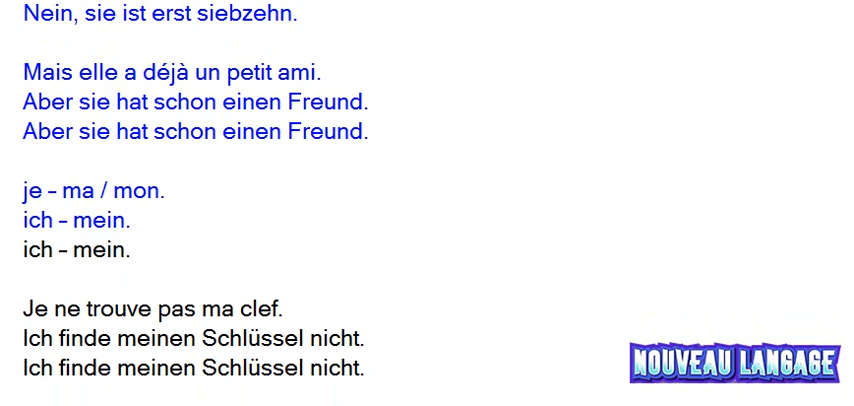 Nein, sie ist erst siebzehn.
Mais elle a déjà un petit ami.
Aber sie hat schon einen Freund.
Aber sie hat schon einen Freund.
je – ma / mon.
ich – mein.
ich – mein.
Je ne trouve pas ma clef.
Ich finde meinen Schlüssel nicht.
Ich finde meinen Schlüssel nicht.
NOUVEAU LANGAGE